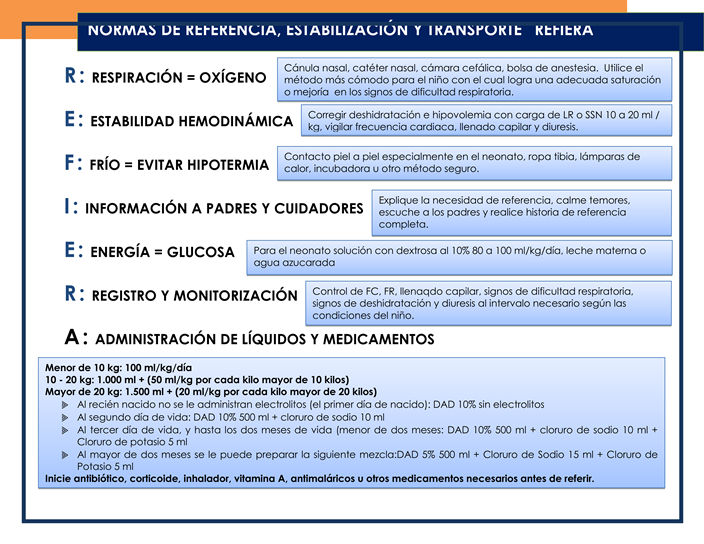 NORMAS DE REFERENCIA, ESTABILIZACIÓN Y TRANSPORTE "REFIERA"
R: RESPIRACIÓN = OXÍGENO
Cánula nasal, catéter nasal, cámara cefálica, bolsa de anestesia. Utilice el
método más cómodo para el niño con el cual logra una adecuada saturación
o mejoría en los signos de dificultad respiratoria.
E: ESTABILIDAD HEMODINÁMICA
Corregir deshidratación e hipovolemia con carga de LR o SSN 10 a 20 ml /
kg, vigilar frecuencia cardiaca, llenado capilar y diuresis.
F: FRÍO = EVITAR HIPOTERMIA
Contacto piel a piel especialmente en el neonato, ropa tibia, lámparas de
calor, incubadora u otro método seguro.
I: INFORMACIÓN A PADRES Y CUIDADORES
Explique la necesidad de referencia, calme temores,
escuche a los padres y realice historia de referencia
completa.
E: ENERGÍA = GLUCOSA
Para el neonato solución con dextrosa al 10% 80 a 100 ml/kg/día, leche materna o
agua azucarada
R: REGISTRO Y MONITORIZACIÓN
Control de FC, FR, llenaqdo capilar, signos de dificultad respiratoria,
signos de deshidratación y diuresis al intervalo necesario según las
condiciones del niño.
A: ADMINISTRACIÓN DE LÍQUIDOS Y MEDICAMENTOS
Menor de 10 kg: 100 ml/kg/día
10 - 20 kg: 1.000 ml + (50 ml/kg por cada kilo mayor de 10 kilos)
Mayor de 20 kg: 1.500 ml + (20 ml/kg por cada kilo mayor de 20 kilos)
Al recién nacido no se le administran electrolitos (el primer día de nacido): DAD 10% sin electrolitos
Al segundo día de vida: DAD 10% 500 ml + cloruro de sodio 10 ml
Al tercer día de vida, y hasta los dos meses de vida (menor de dos meses: DAD 10% 500 ml + cloruro de sodio 10 ml +
Cloruro de potasio 5 ml
Al mayor de dos meses se le puede preparar la siguiente mezcla:DAD 5% 500 ml + Cloruro de Sodio 15 ml + Cloruro de
Potasio 5 ml
Inicie antibiótico, corticoide, inhalador, vitamina A, antimaláricos u otros medicamentos necesarios antes de referir.